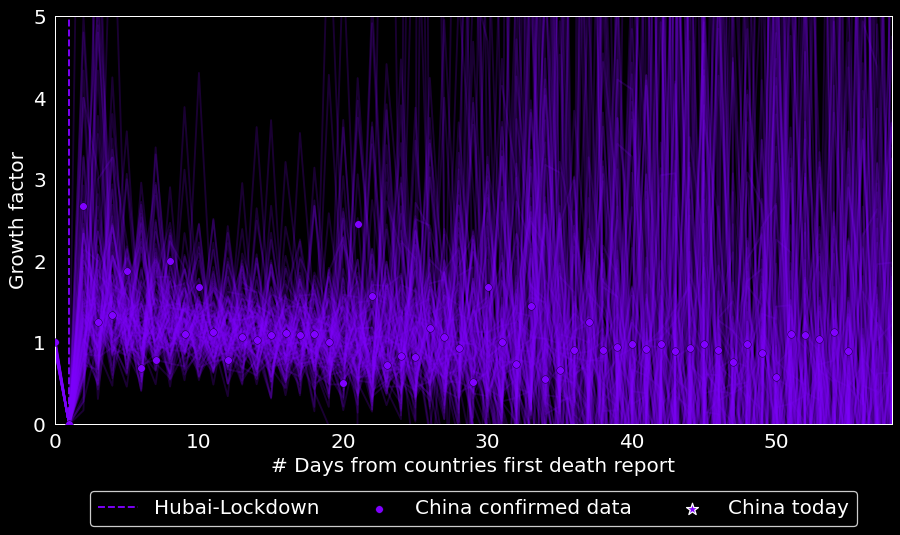 5
4
3
2
1
0
Growth factor
0 10 20 30 40 50
# Days from countries first death report
Hubai-Lockdown China confirmed data China today